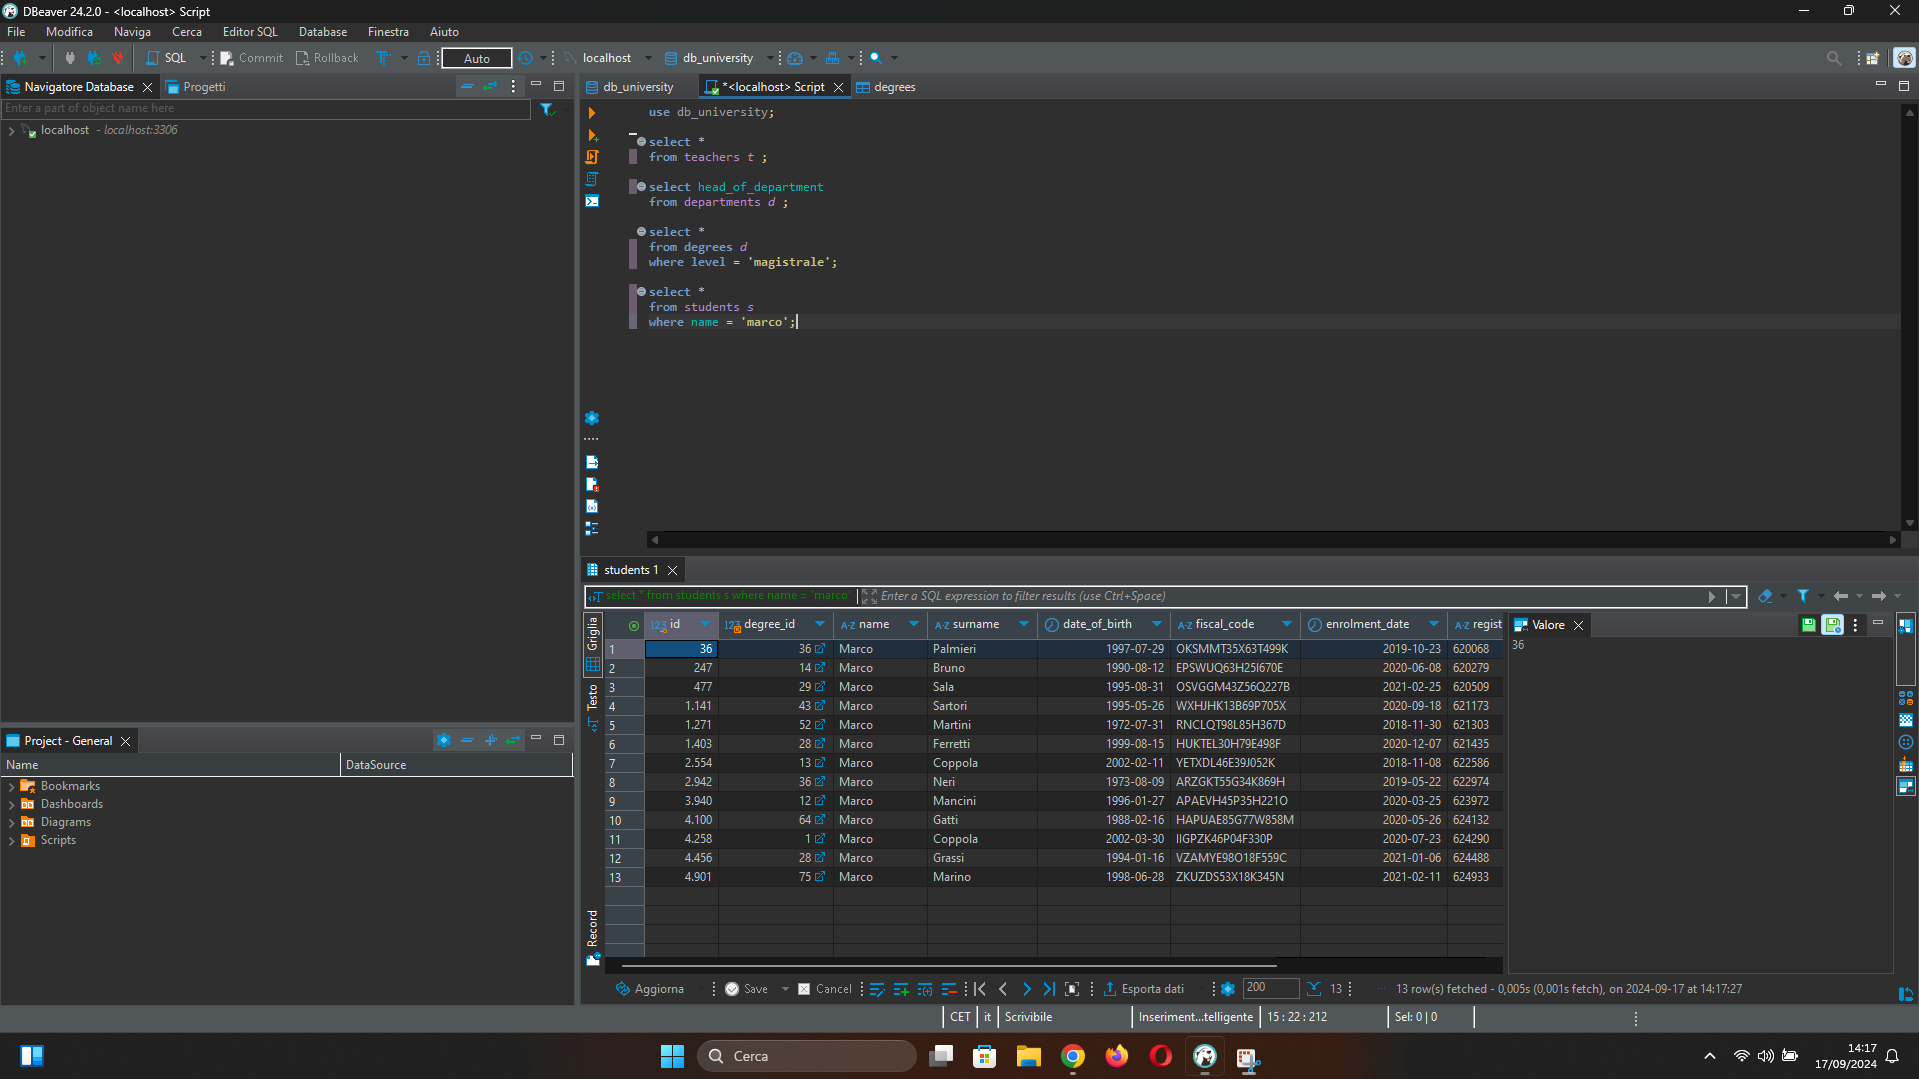 DBeaver 24.2.0 - <localhost> Script
File Modifica Naviga Cerca Editor SQL Database Finestra Aiuto
SQL Commit Rollback Auto localhost db_university
Navigatore Database Progetti
Enter a part of object name here
localhost - localhost:3306
db_university *<localhost> Script degrees
use db_university;
select *
from teachers t ;
select head_of_department
from departments d ;
select *
from degrees d
where level = 'magistrale';
select *
from students s
where name = 'marco';
Project - General
Name DataSource
Bookmarks
Dashboards
Diagrams
Scripts
students 1
select * from students s where name = 'marco' Enter a SQL expression to filter results (use Ctrl+Space)
Griglia
Testo
Record
123 id 123 degree_id A-Z name A-Z surname date_of_birth A-Z fiscal_code enrolment_date A-Z regist
1 36 36 Marco Palmieri 1997-07-29 OKSMMT35X63T499K 2019-10-23 620068
2 247 14 Marco Bruno 1990-08-12 EPSWUQ63H25I670E 2020-06-08 620279
3 477 29 Marco Sala 1995-08-31 OSVGGM43Z56Q227B 2021-02-25 620509
4 1.141 43 Marco Sartori 1995-05-26 WXHJHK13B69P705X 2020-09-18 621173
5 1.271 52 Marco Martini 1972-07-31 RNCLQT98L85H367D 2018-11-30 621303
6 1.403 28 Marco Ferretti 1999-08-15 HUKTEL30H79E498F 2020-12-07 621435
7 2.554 13 Marco Coppola 2002-02-11 YETXDL46E39J052K 2018-11-08 622586
8 2.942 36 Marco Neri 1973-08-09 ARZGKT55G34K869H 2019-05-22 622974
9 3.940 12 Marco Mancini 1996-01-27 APAEVH45P35H221O 2020-03-25 623972
10 4.100 64 Marco Gatti 1988-02-16 HAPUAE85G77W858M 2020-05-26 624132
11 4.258 1 Marco Coppola 2002-03-30 IIGPZK46P04F330P 2020-07-23 624290
12 4.456 28 Marco Grassi 1994-01-16 VZAMYE98O18F559C 2021-01-06 624488
13 4.901 75 Marco Marino 1998-06-28 ZKUZDS53X18K345N 2021-02-11 624933
Valore
36
Aggiorna Save Cancel Esporta dati 200 13 13 row(s) fetched - 0,005s (0,001s fetch), on 2024-09-17 at 14:17:27
CET it Scrivibile Inseriment...telligente 15 : 22 : 212 Sel: 0 | 0
Cerca
14:17
17/09/2024